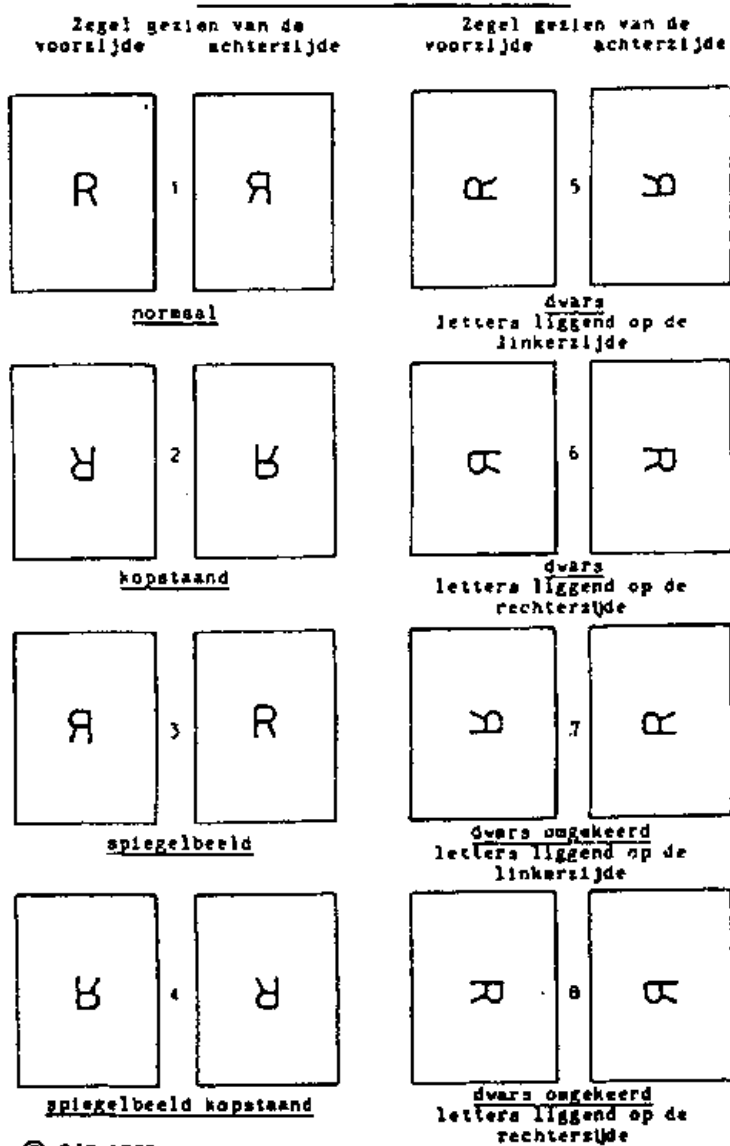 Zegel gezien van de
voorzijde achterzijde
Zegel gezien van de
voorzijde achterzijde
R 1 R
normaal
R 5 R
dwars
letters liggend op de
linkerzijde
R 2 R
kopstaand
R 6 R
dwars
letters liggend op de
rechterzijde
R 3 R
spiegelbeeld
R 7 R
dwars omgekeerd
letters liggend op de
linkerzijde
R 4 R
spiegelbeeld kopstaand
R 8 R
dwars omgekeerd
letters liggend op de
rechterzijde